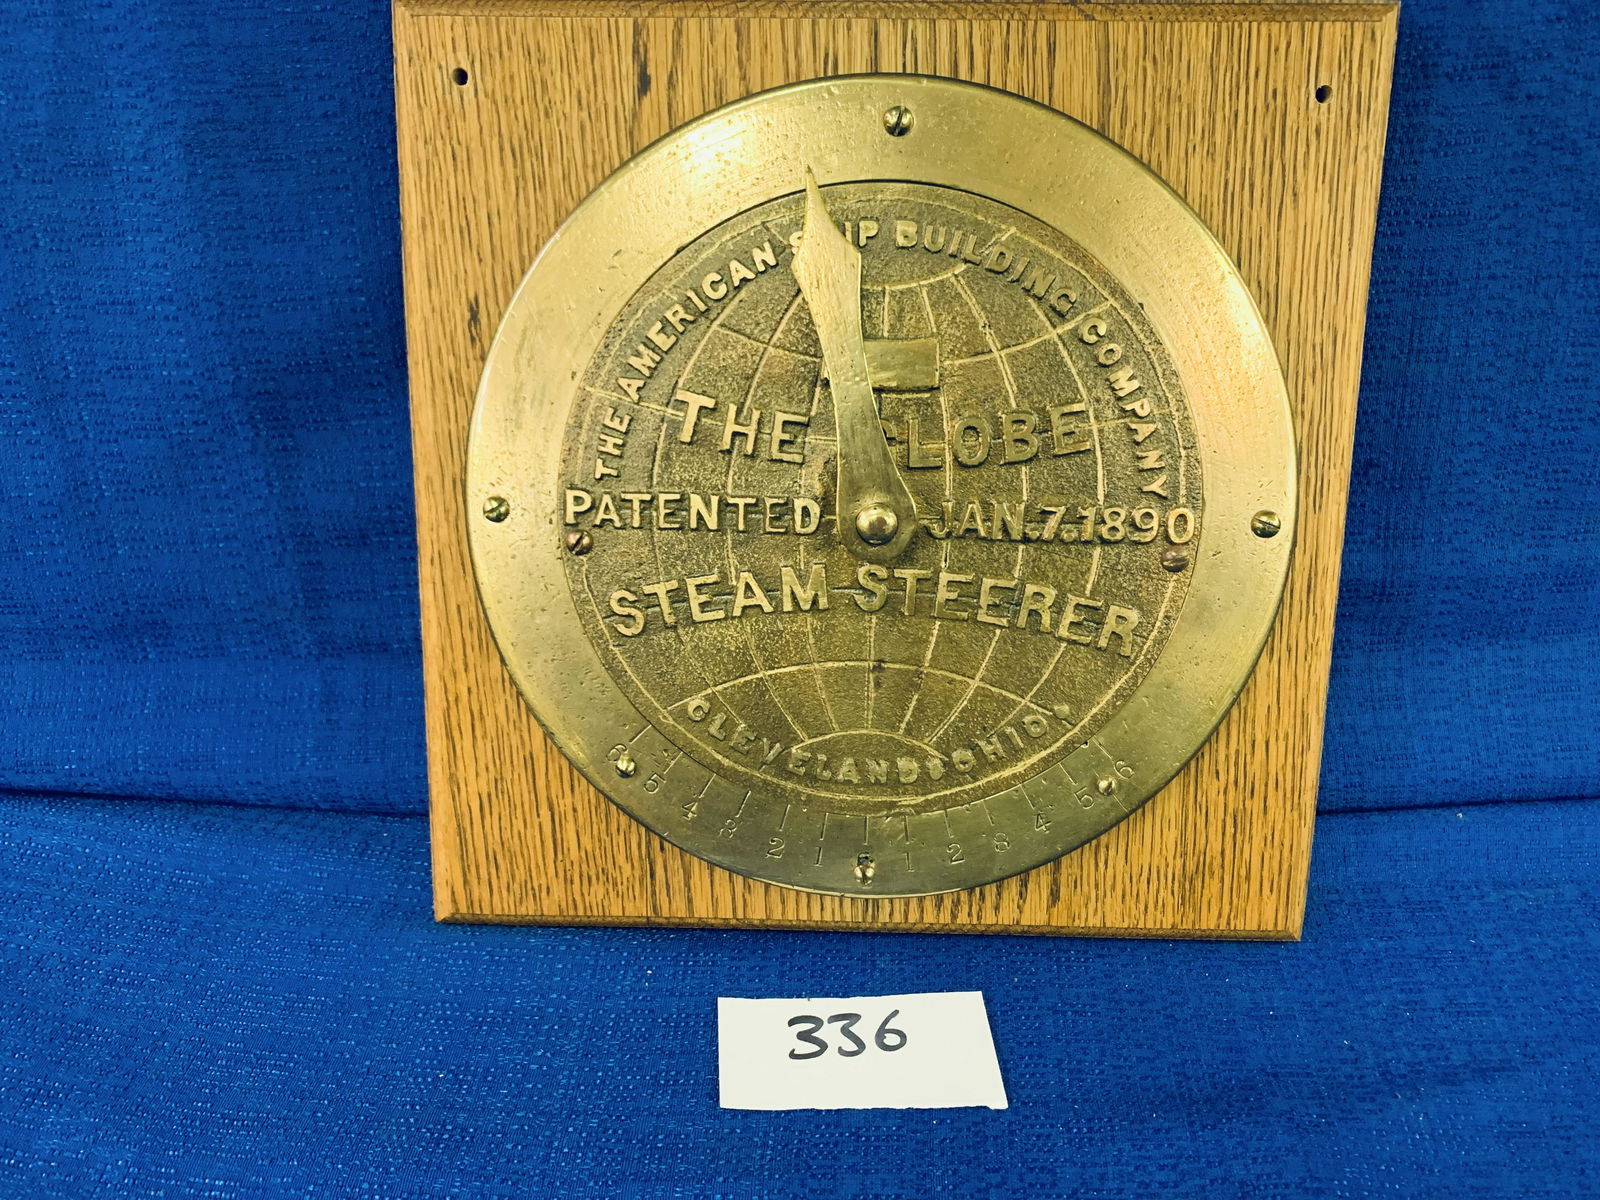 THE AMERICAN SHIP BUILDING COMPANY
THE GLOBE
PATENTED JAN.7.1890
STEAM STEERER
CLEVELAND OHIO
6 5 4 3 2 1 1 2 3 4 5 6
336